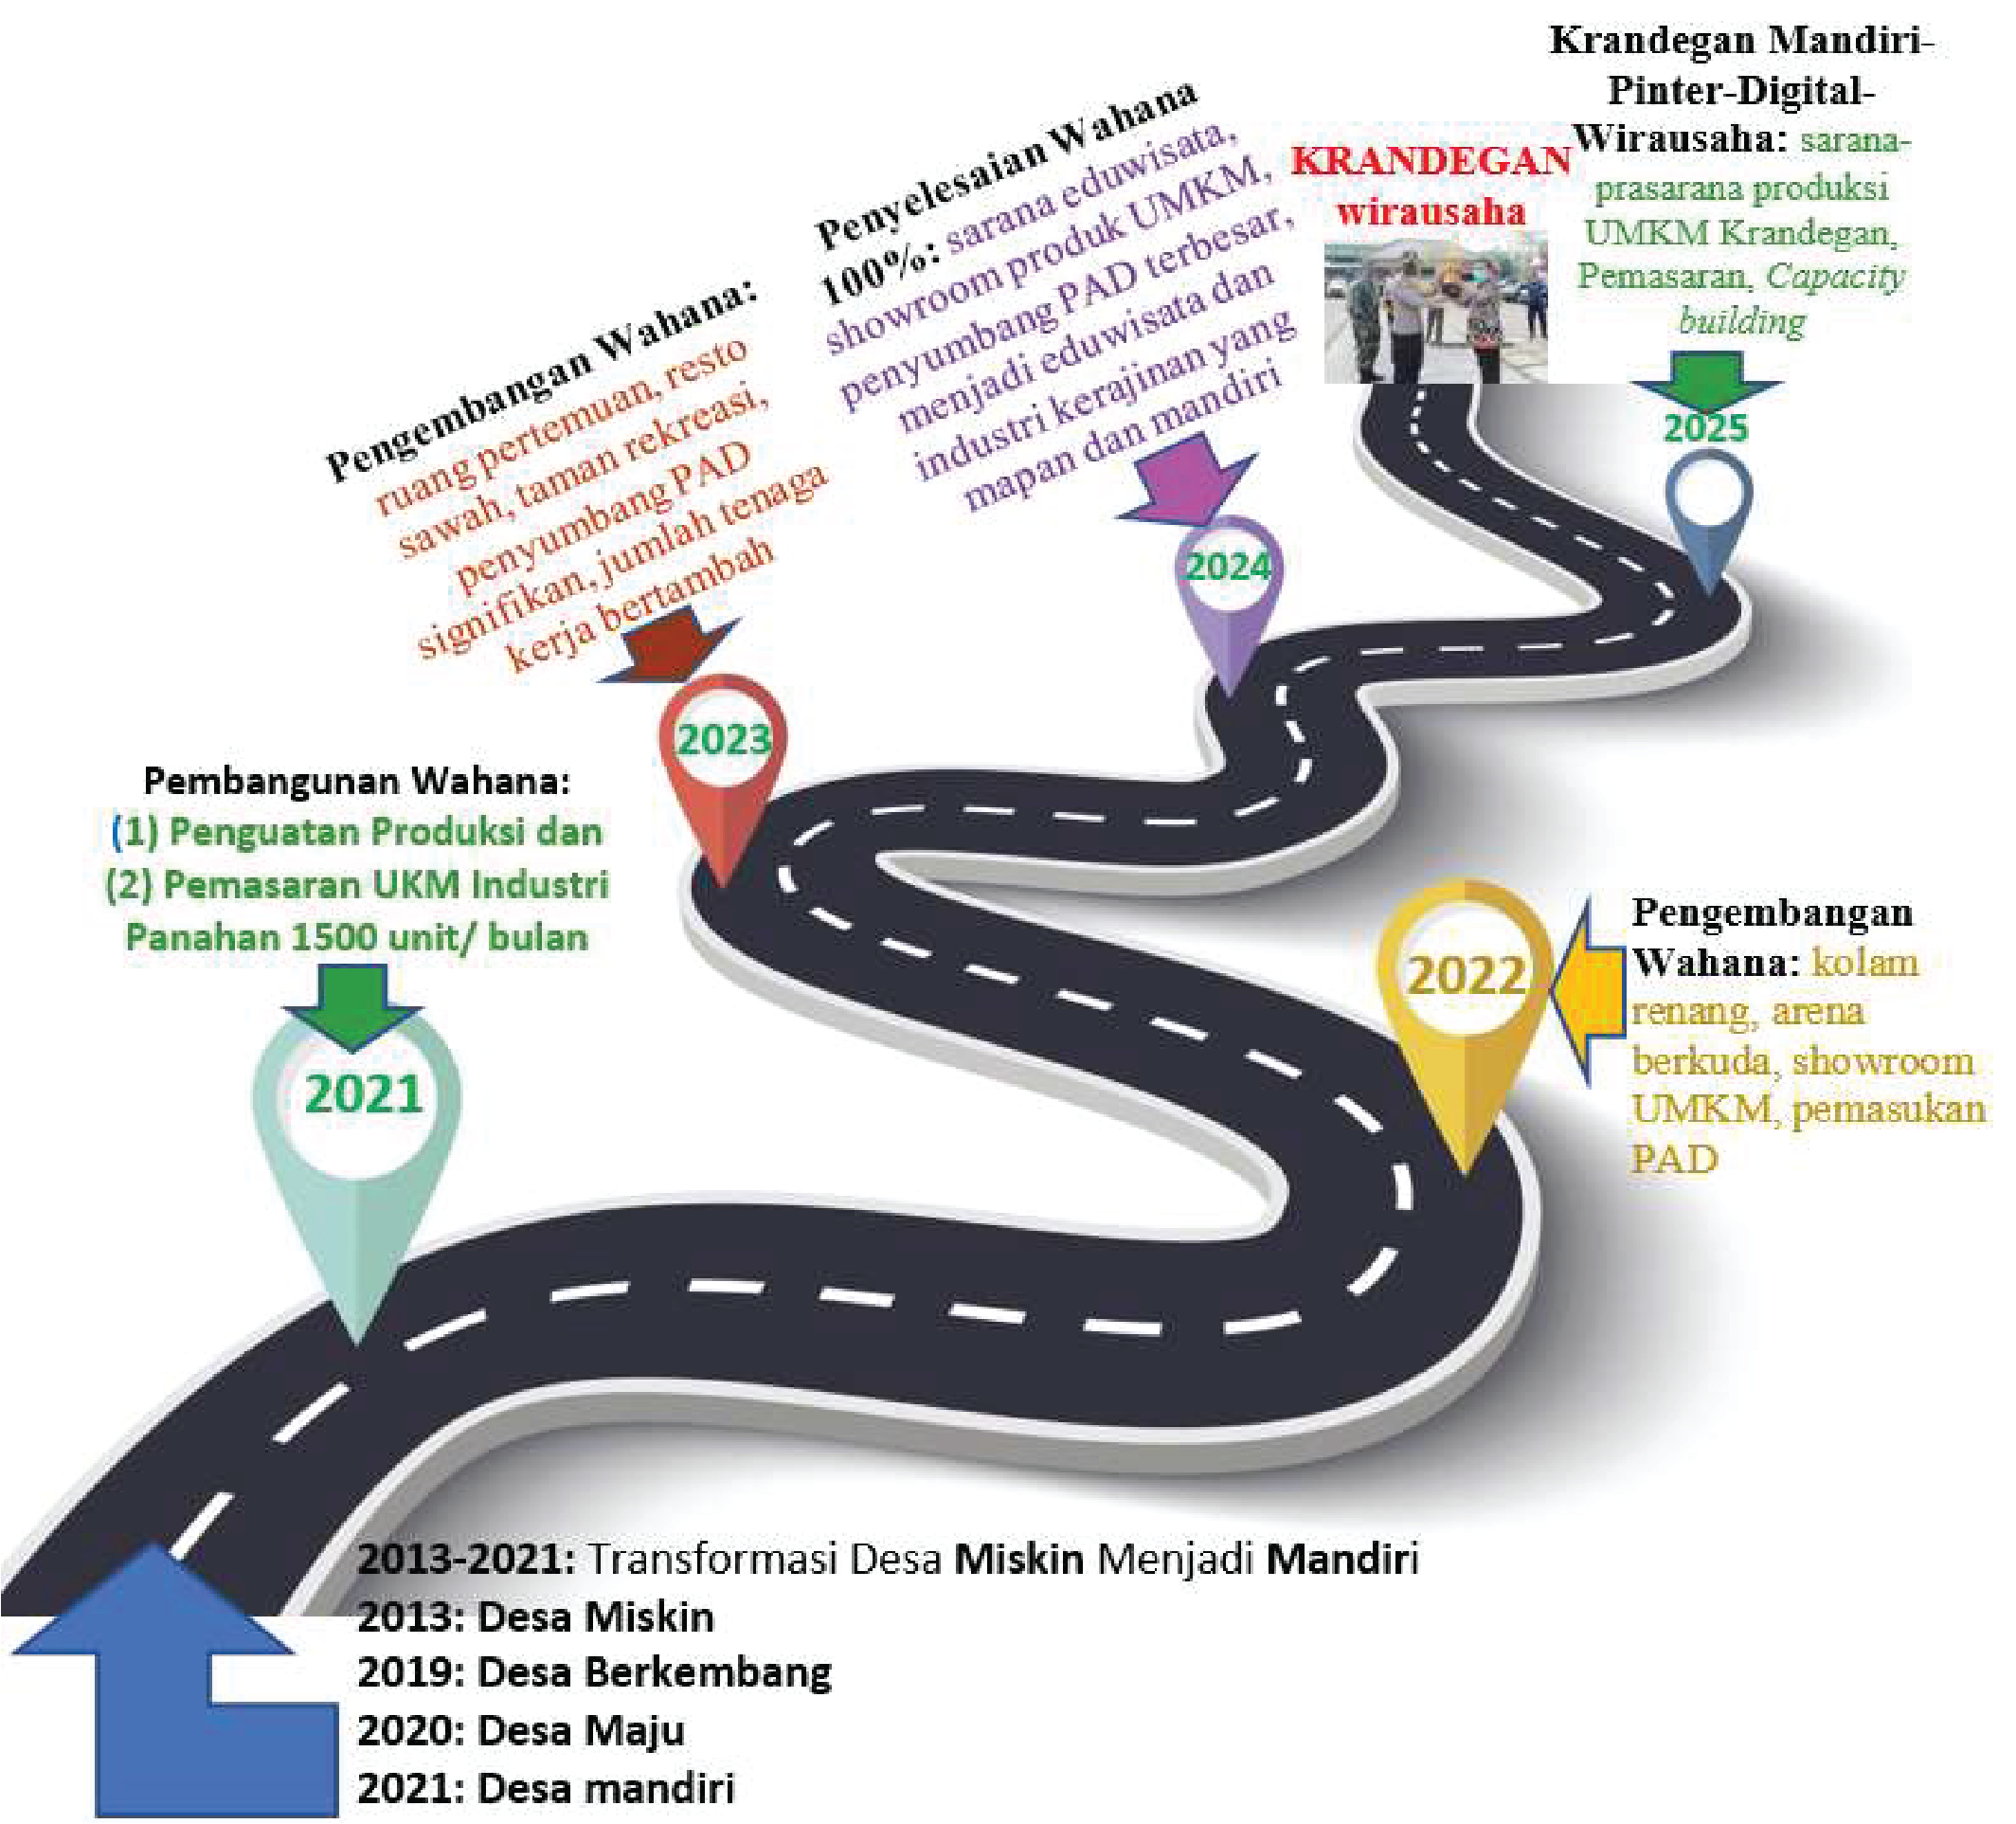 Krandegan Mandiri-
Pinter-Digital-
Wirausaha: sarana-
prasarana produksi
UMKM Krandegan,
Pemasaran, Capacity
building
2025
KRANDEGAN
wirausaha
Penyelesaian Wahana
100%: sarana eduwisata,
showroom produk UMKM,
penyumbang PAD terbesar,
menjadi eduwisata dan
industri kerajinan yang
mapan dan mandiri
2024
Pengembangan Wahana:
ruang pertemuan, resto
sawah, taman rekreasi,
penyumbang PAD
signifikan, jumlah tenaga
kerja bertambah
2023
Pembangunan Wahana:
(1) Penguatan Produksi dan
(2) Pemasaran UKM Industri
Panahan 1500 unit/ bulan
2021
2022
Pengembangan
Wahana: kolam
renang, arena
berkuda, showroom
UMKM, pemasukan
PAD
2013-2021: Transformasi Desa Miskin Menjadi Mandiri
2013: Desa Miskin
2019: Desa Berkembang
2020: Desa Maju
2021: Desa mandiri